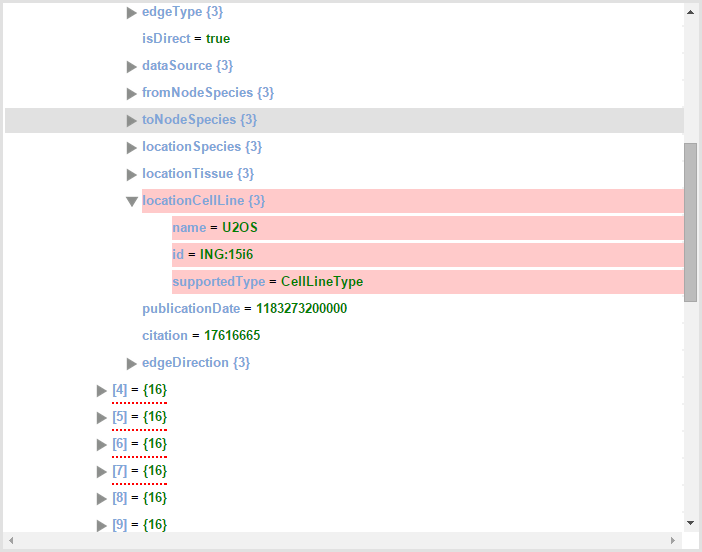 edgeType {3}
isDirect = true
dataSource {3}
fromNodeSpecies {3}
toNodeSpecies {3}
locationSpecies {3}
locationTissue {3}
locationCellLine {3}
name = U2OS
id = ING:15i6
supportedType = CellLineType
publicationDate = 1183273200000
citation = 17616665
edgeDirection {3}
[4] = {16}
[5] = {16}
[6] = {16}
[7] = {16}
[8] = {16}
[9] = {16}